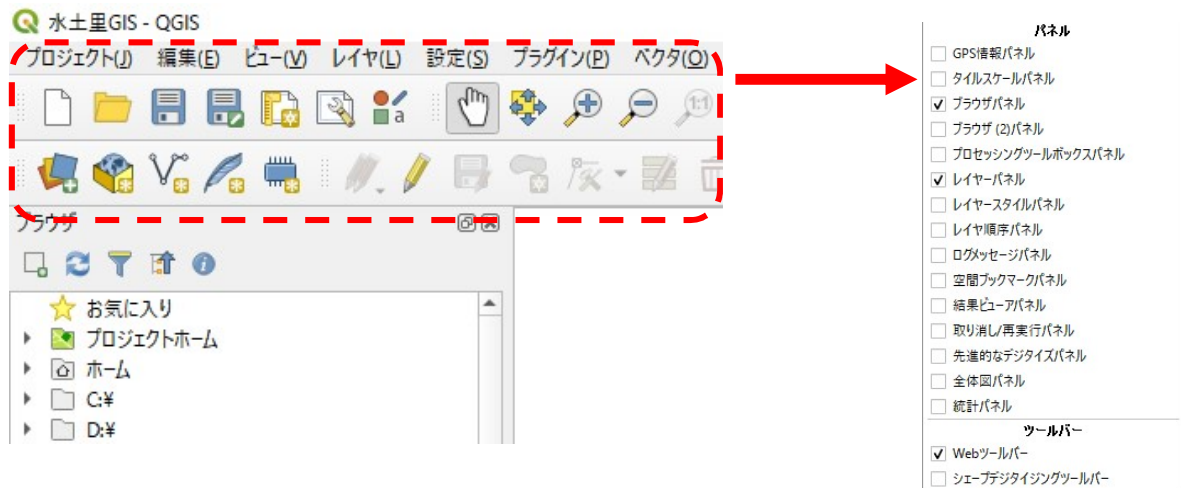 水土里GIS - QGIS
プロジェクト(J) 編集(E) ビュー(V) レイヤ(L) 設定(S) プラグイン(P) ベクタ(O)
a
1:1
ブラウザ
お気に入り
プロジェクトホーム
ホーム
C:¥
D:¥
パネル
GPS情報パネル
タイルスケールパネル
ブラウザパネル
ブラウザ (2)パネル
プロセッシングツールボックスパネル
レイヤーパネル
レイヤースタイルパネル
レイヤ順序パネル
ログメッセージパネル
空間ブックマークパネル
結果ビューアパネル
取り消し/再実行パネル
先進的なデジタイズパネル
全体図パネル
統計パネル
ツールバー
Webツールバー
シェープデジタイジングツールバー